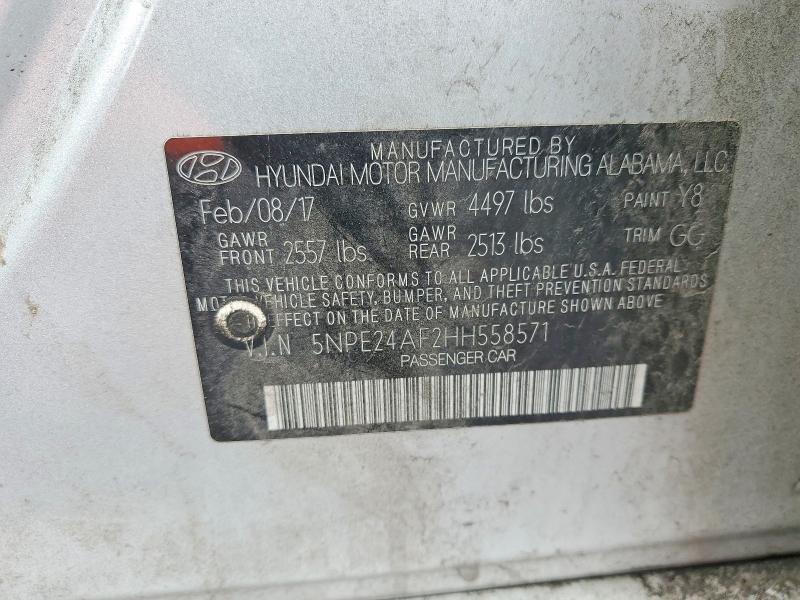 MANUFACTURED BY
HYUNDAI MOTOR MANUFACTURING ALABAMA, LLC
Feb/08/17 GVWR 4497 lbs PAINT Y8
GAWR FRONT 2557 lbs GAWR REAR 2513 lbs TRIM GG
THIS VEHICLE CONFORMS TO ALL APPLICABLE U.S.A. FEDERAL
MOTOR VEHICLE SAFETY, BUMPER, AND THEFT PREVENTION STANDARDS
EFFECT ON THE DATE OF MANUFACTURE SHOWN ABOVE
V.I.N 5NPE24AF2HH558571
PASSENGER CAR